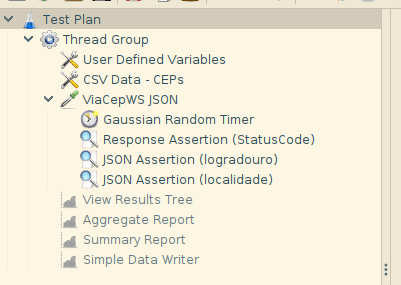 Test Plan
Thread Group
User Defined Variables
CSV Data - CEPs
ViaCepWS JSON
Gaussian Random Timer
Response Assertion (StatusCode)
JSON Assertion (logradouro)
JSON Assertion (localidade)
View Results Tree
Aggregate Report
Summary Report
Simple Data Writer